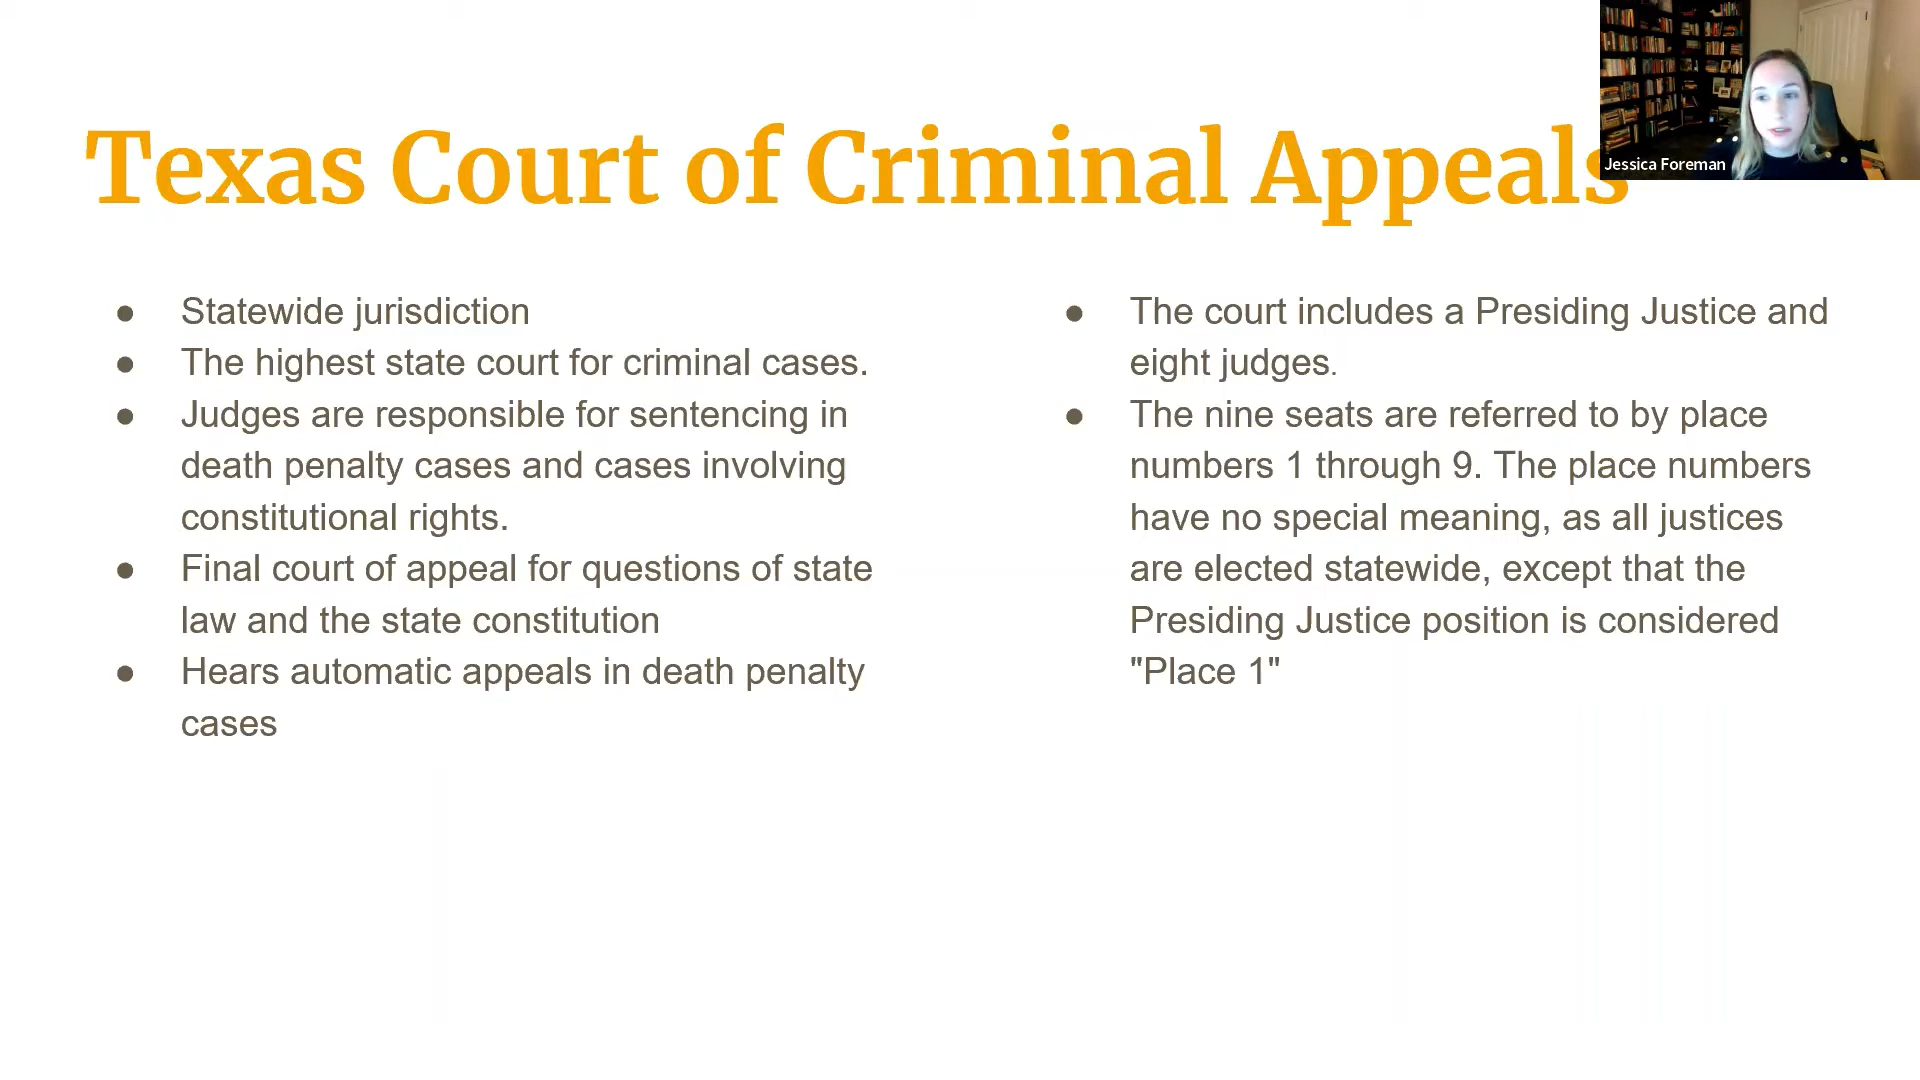 Texas Court of Criminal Appeals
Jessica Foreman
● Statewide jurisdiction
● The highest state court for criminal cases.
● Judges are responsible for sentencing in
death penalty cases and cases involving
constitutional rights.
● Final court of appeal for questions of state
law and the state constitution
● Hears automatic appeals in death penalty
cases
● The court includes a Presiding Justice and
eight judges.
● The nine seats are referred to by place
numbers 1 through 9. The place numbers
have no special meaning, as all justices
are elected statewide, except that the
Presiding Justice position is considered
"Place 1"